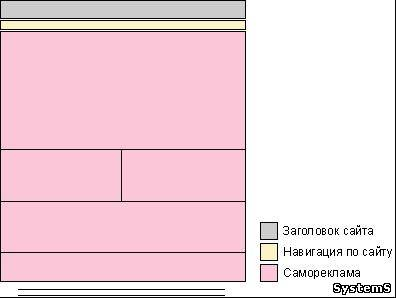 Заголовок сайта
Навигация по сайту
Самореклама
SystemS